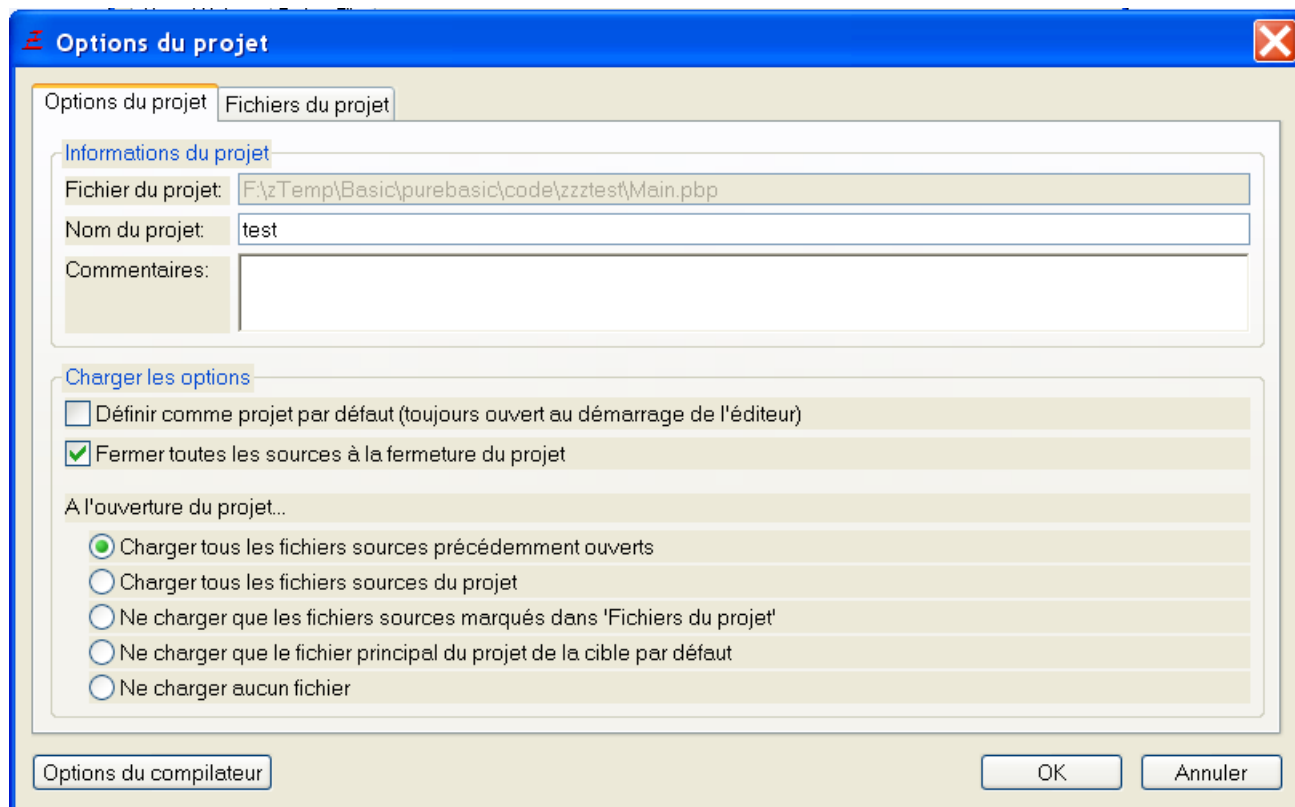 Options du projet
Options du projet
Fichiers du projet
Informations du projet
Fichier du projet: F:\zTemp\Basic\purebasic\code\zzztest\Main.pbp
Nom du projet: test
Commentaires:
Charger les options
Définir comme projet par défaut (toujours ouvert au démarrage de l'éditeur)
Fermer toutes les sources à la fermeture du projet
A l'ouverture du projet...
Charger tous les fichiers sources précédemment ouverts
Charger tous les fichiers sources du projet
Ne charger que les fichiers sources marqués dans 'Fichiers du projet'
Ne charger que le fichier principal du projet de la cible par défaut
Ne charger aucun fichier
Options du compilateur
OK
Annuler